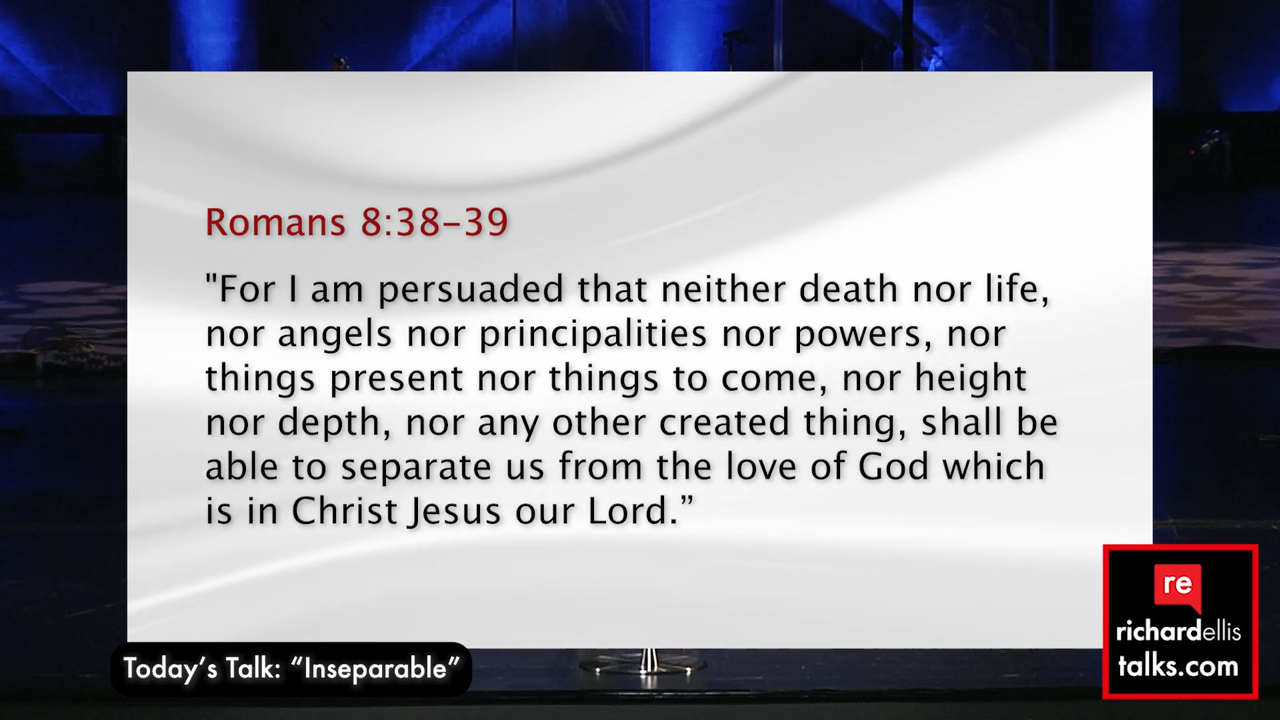 Romans 8:38–39
"For I am persuaded that neither death nor life,
nor angels nor principalities nor powers, nor
things present nor things to come, nor height
nor depth, nor any other created thing, shall be
able to separate us from the love of God which
is in Christ Jesus our Lord.”
Today’s Talk: “Inseparable”
re
richardellis
talks.com